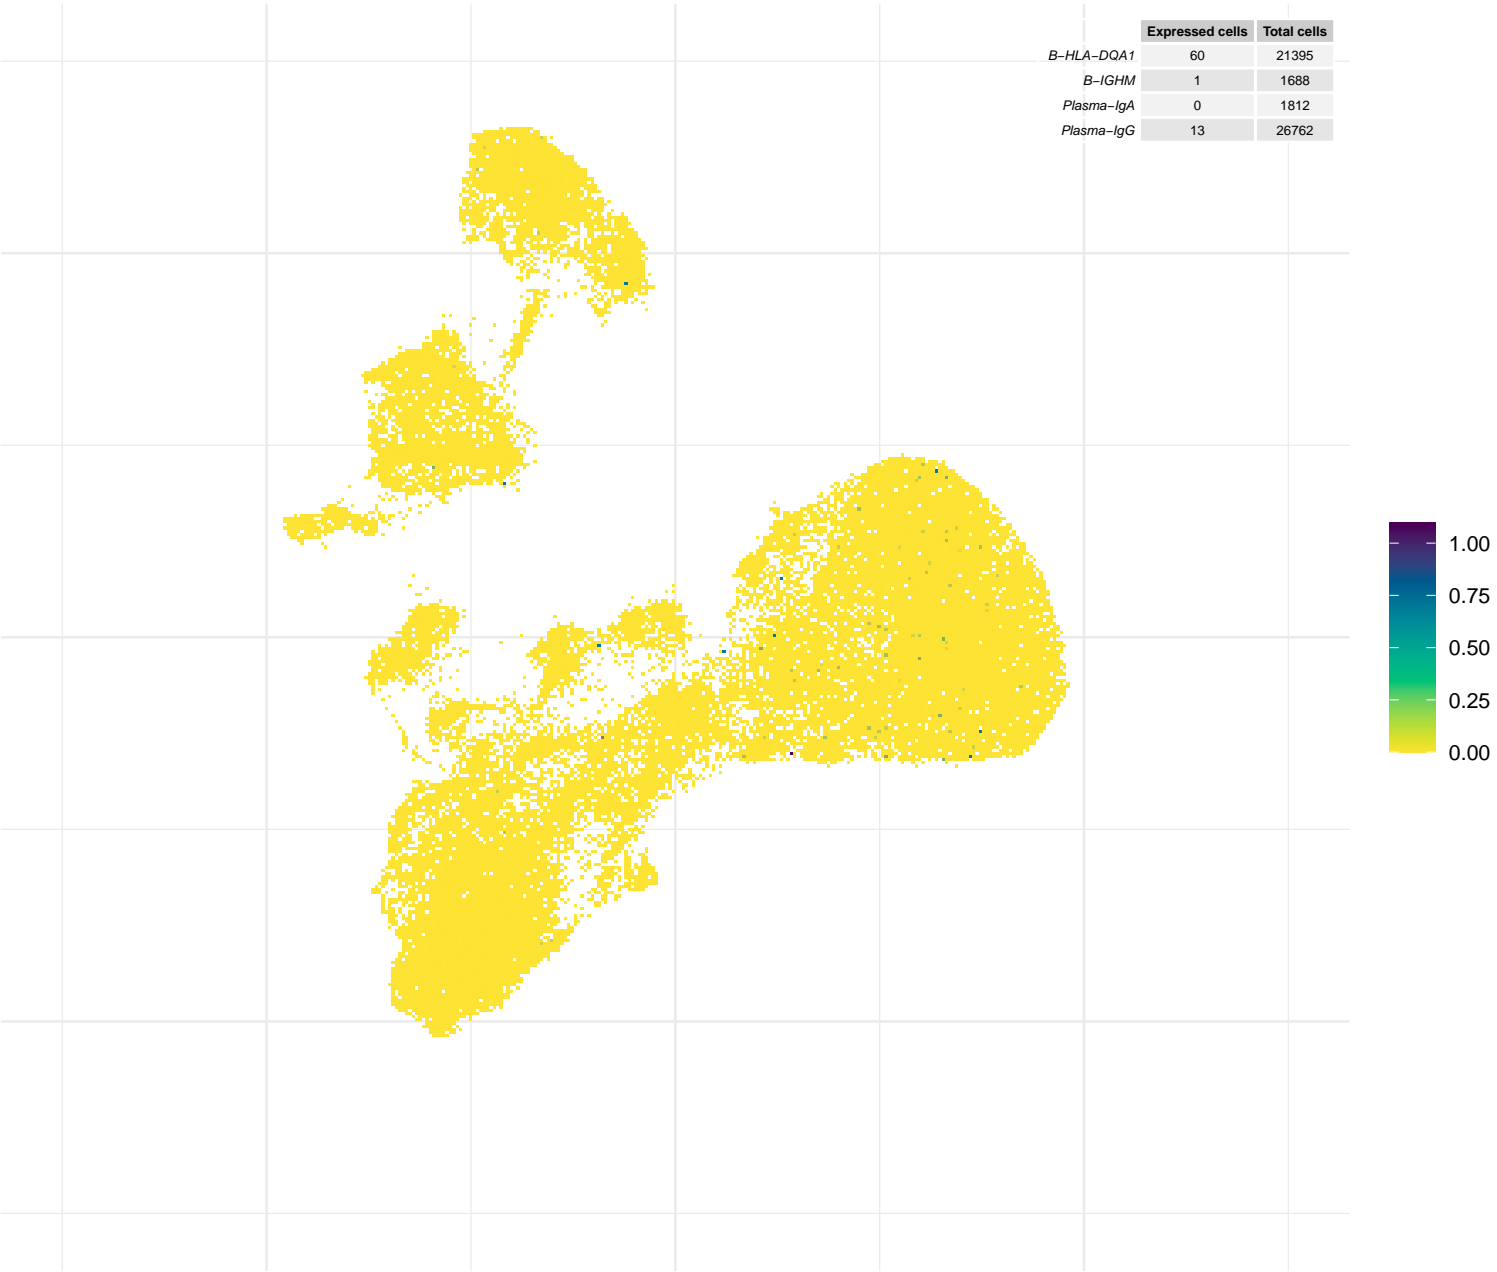 Expressed cells Total cells
B−HLA−DQA1 60 21395
B−IGHM 1 1688
Plasma−IgA 0 1812
Plasma−IgG 13 26762
1.00
0.75
0.50
0.25
0.00